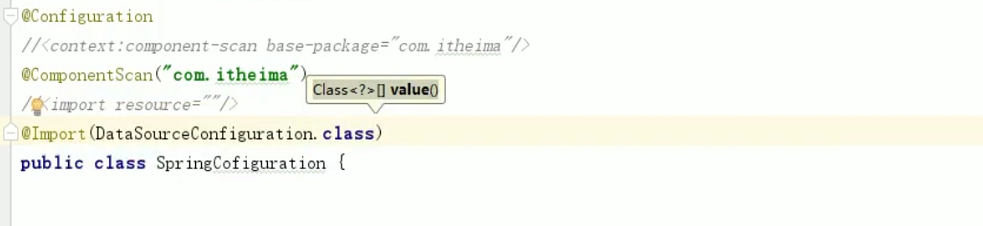 @Configuration
//<context:component-scan base-package="com.itheima"/>
@ComponentScan("com.itheima")
Class<?>[] value()
/<import resource=""/>
@Import(DataSourceConfiguration.class)
public class SpringCofiguration {